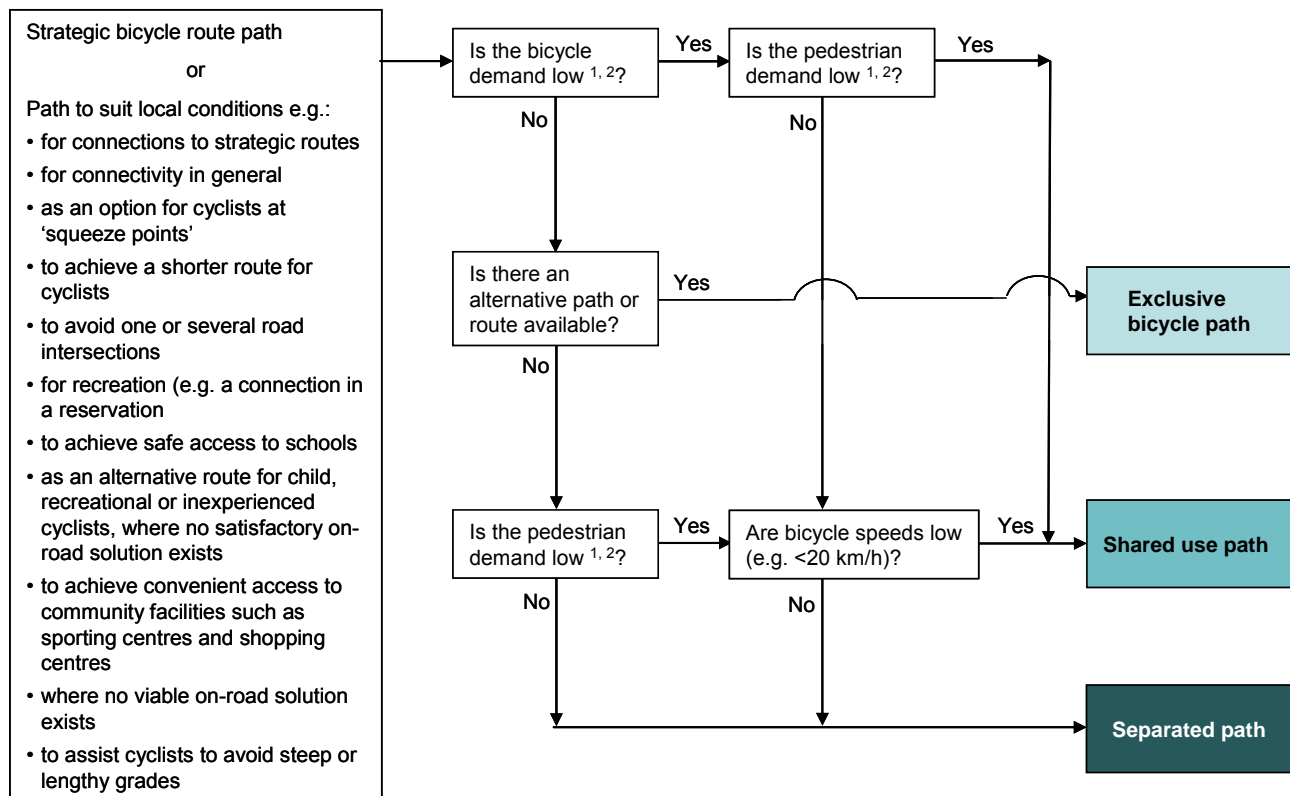 Strategic bicycle route path
or
Path to suit local conditions e.g.:
• for connections to strategic routes
• for connectivity in general
• as an option for cyclists at
‘squeeze points’
• to achieve a shorter route for
cyclists
• to avoid one or several road
intersections
• for recreation (e.g. a connection in
a reservation
• to achieve safe access to schools
• as an alternative route for child,
recreational or inexperienced
cyclists, where no satisfactory on-
road solution exists
• to achieve convenient access to
community facilities such as
sporting centres and shopping
centres
• where no viable on-road solution
exists
• to assist cyclists to avoid steep or
lengthy grades
Is the bicycle
demand low 1, 2?
Yes
No
Is the pedestrian
demand low 1, 2?
Yes
No
Is there an
alternative path or
route available?
Yes
No
Exclusive
bicycle path
Is the pedestrian
demand low 1, 2?
Yes
No
Are bicycle speeds low
(e.g. <20 km/h)?
Yes
No
Shared use path
Separated path